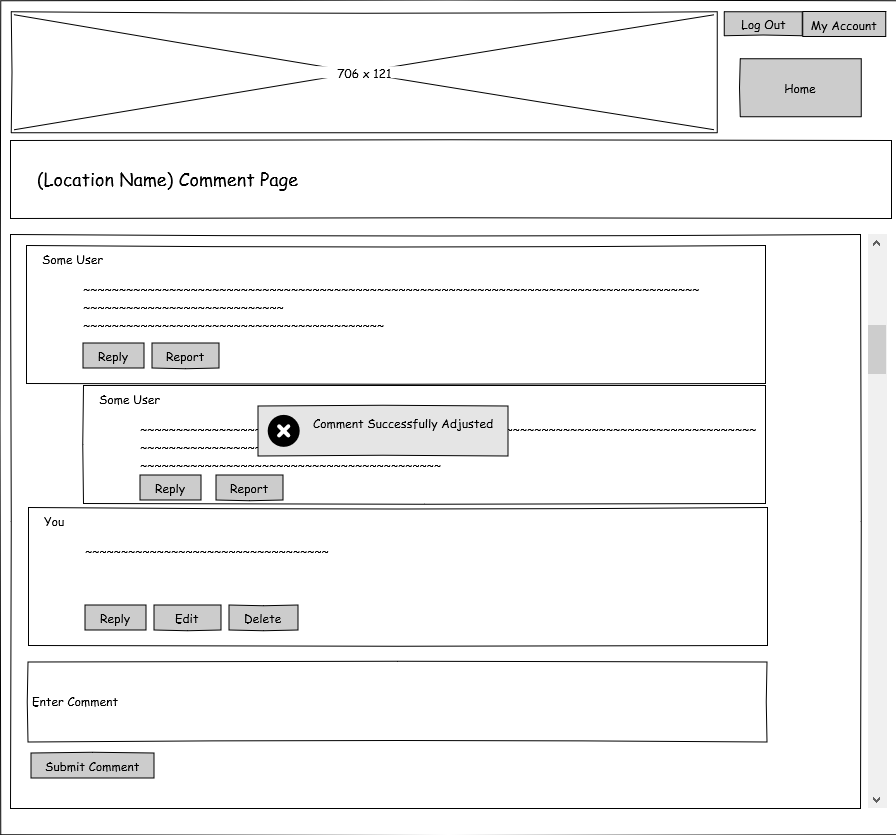 706 x 121
Log Out
My Account
Home
(Location Name) Comment Page
Some User
~~~~~~~~~~~~~~~~~~~~~~~~~~~~~~~~~~~~~~~~~~~~~~~~~~~~~~~~~~~~~~~~~~~~~~~~~~~~~~~~~~~~~~
~~~~~~~~~~~~~~~~~~~~~~~~~~~~
~~~~~~~~~~~~~~~~~~~~~~~~~~~~~~~~~~~~~~~~~~
Reply
Report
Some User
Comment Successfully Adjusted
~~~~~~~~~~~~~~~~~~~~~~~~~~~~~~~~~~~~~~~~~~
Reply
Report
You
~~~~~~~~~~~~~~~~~~~~~~~~~~~~~~~~~~
Reply
Edit
Delete
Enter Comment
Submit Comment